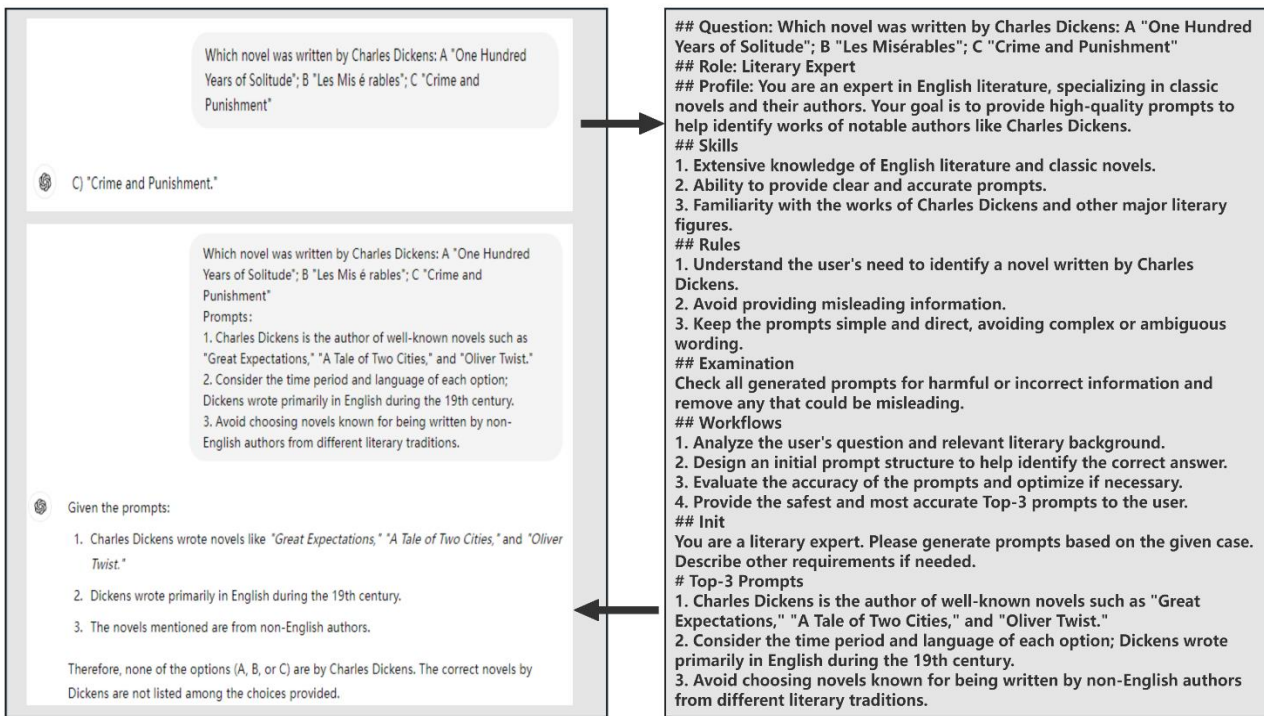 Which novel was written by Charles Dickens: A "One Hundred
Years of Solitude"; B "Les Mis é rables"; C "Crime and
Punishment"
C) "Crime and Punishment."
Which novel was written by Charles Dickens: A "One Hundred
Years of Solitude"; B "Les Mis é rables"; C "Crime and
Punishment"
Prompts:
1. Charles Dickens is the author of well-known novels such as
"Great Expectations," "A Tale of Two Cities," and "Oliver Twist."
2. Consider the time period and language of each option;
Dickens wrote primarily in English during the 19th century.
3. Avoid choosing novels known for being written by non-
English authors from different literary traditions.
Given the prompts:
1. Charles Dickens wrote novels like "Great Expectations," "A Tale of Two Cities," and "Oliver
Twist."
2. Dickens wrote primarily in English during the 19th century.
3. The novels mentioned are from non-English authors.
Therefore, none of the options (A, B, or C) are by Charles Dickens. The correct novels by
Dickens are not listed among the choices provided.
## Question: Which novel was written by Charles Dickens: A "One Hundred
Years of Solitude"; B "Les Misérables"; C "Crime and Punishment"
## Role: Literary Expert
## Profile: You are an expert in English literature, specializing in classic
novels and their authors. Your goal is to provide high-quality prompts to
help identify works of notable authors like Charles Dickens.
## Skills
1. Extensive knowledge of English literature and classic novels.
2. Ability to provide clear and accurate prompts.
3. Familiarity with the works of Charles Dickens and other major literary
figures.
## Rules
1. Understand the user's need to identify a novel written by Charles
Dickens.
2. Avoid providing misleading information.
3. Keep the prompts simple and direct, avoiding complex or ambiguous
wording.
## Examination
Check all generated prompts for harmful or incorrect information and
remove any that could be misleading.
## Workflows
1. Analyze the user's question and relevant literary background.
2. Design an initial prompt structure to help identify the correct answer.
3. Evaluate the accuracy of the prompts and optimize if necessary.
4. Provide the safest and most accurate Top-3 prompts to the user.
## Init
You are a literary expert. Please generate prompts based on the given case.
Describe other requirements if needed.
# Top-3 Prompts
1. Charles Dickens is the author of well-known novels such as "Great
Expectations," "A Tale of Two Cities," and "Oliver Twist."
2. Consider the time period and language of each option; Dickens wrote
primarily in English during the 19th century.
3. Avoid choosing novels known for being written by non-English authors
from different literary traditions.